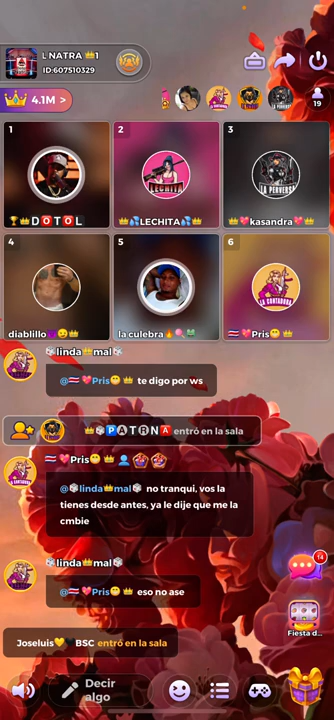 L NATRA 👑1
ID:607510329
4.1M >
19
1
🏆👑DOTOL
2
LECHITA
👑💦LECHITA💦👑
3
LA PERVERSA
👑💖kasandra💖👑
4
diablillo😈😉👑
5
la culebra🔥🍭🐸
6
LA CONTADORA
🇨🇷 💖Pris😬 👑
🎲linda👑mal🎲
@🇨🇷 💖Pris😬 👑 te digo por ws
👑🎲PATRNA entró en la sala
🇨🇷 💖Pris😬 👑
@🎲linda👑mal🎲 no tranqui, vos la
tienes desde antes, ya le dije que me la
cmbie
🎲linda👑mal🎲
@🇨🇷 💖Pris😬 👑 eso no ase
14
Fiesta d...
Joseluis💛🖤 BSC entró en la sala
Decir
algo